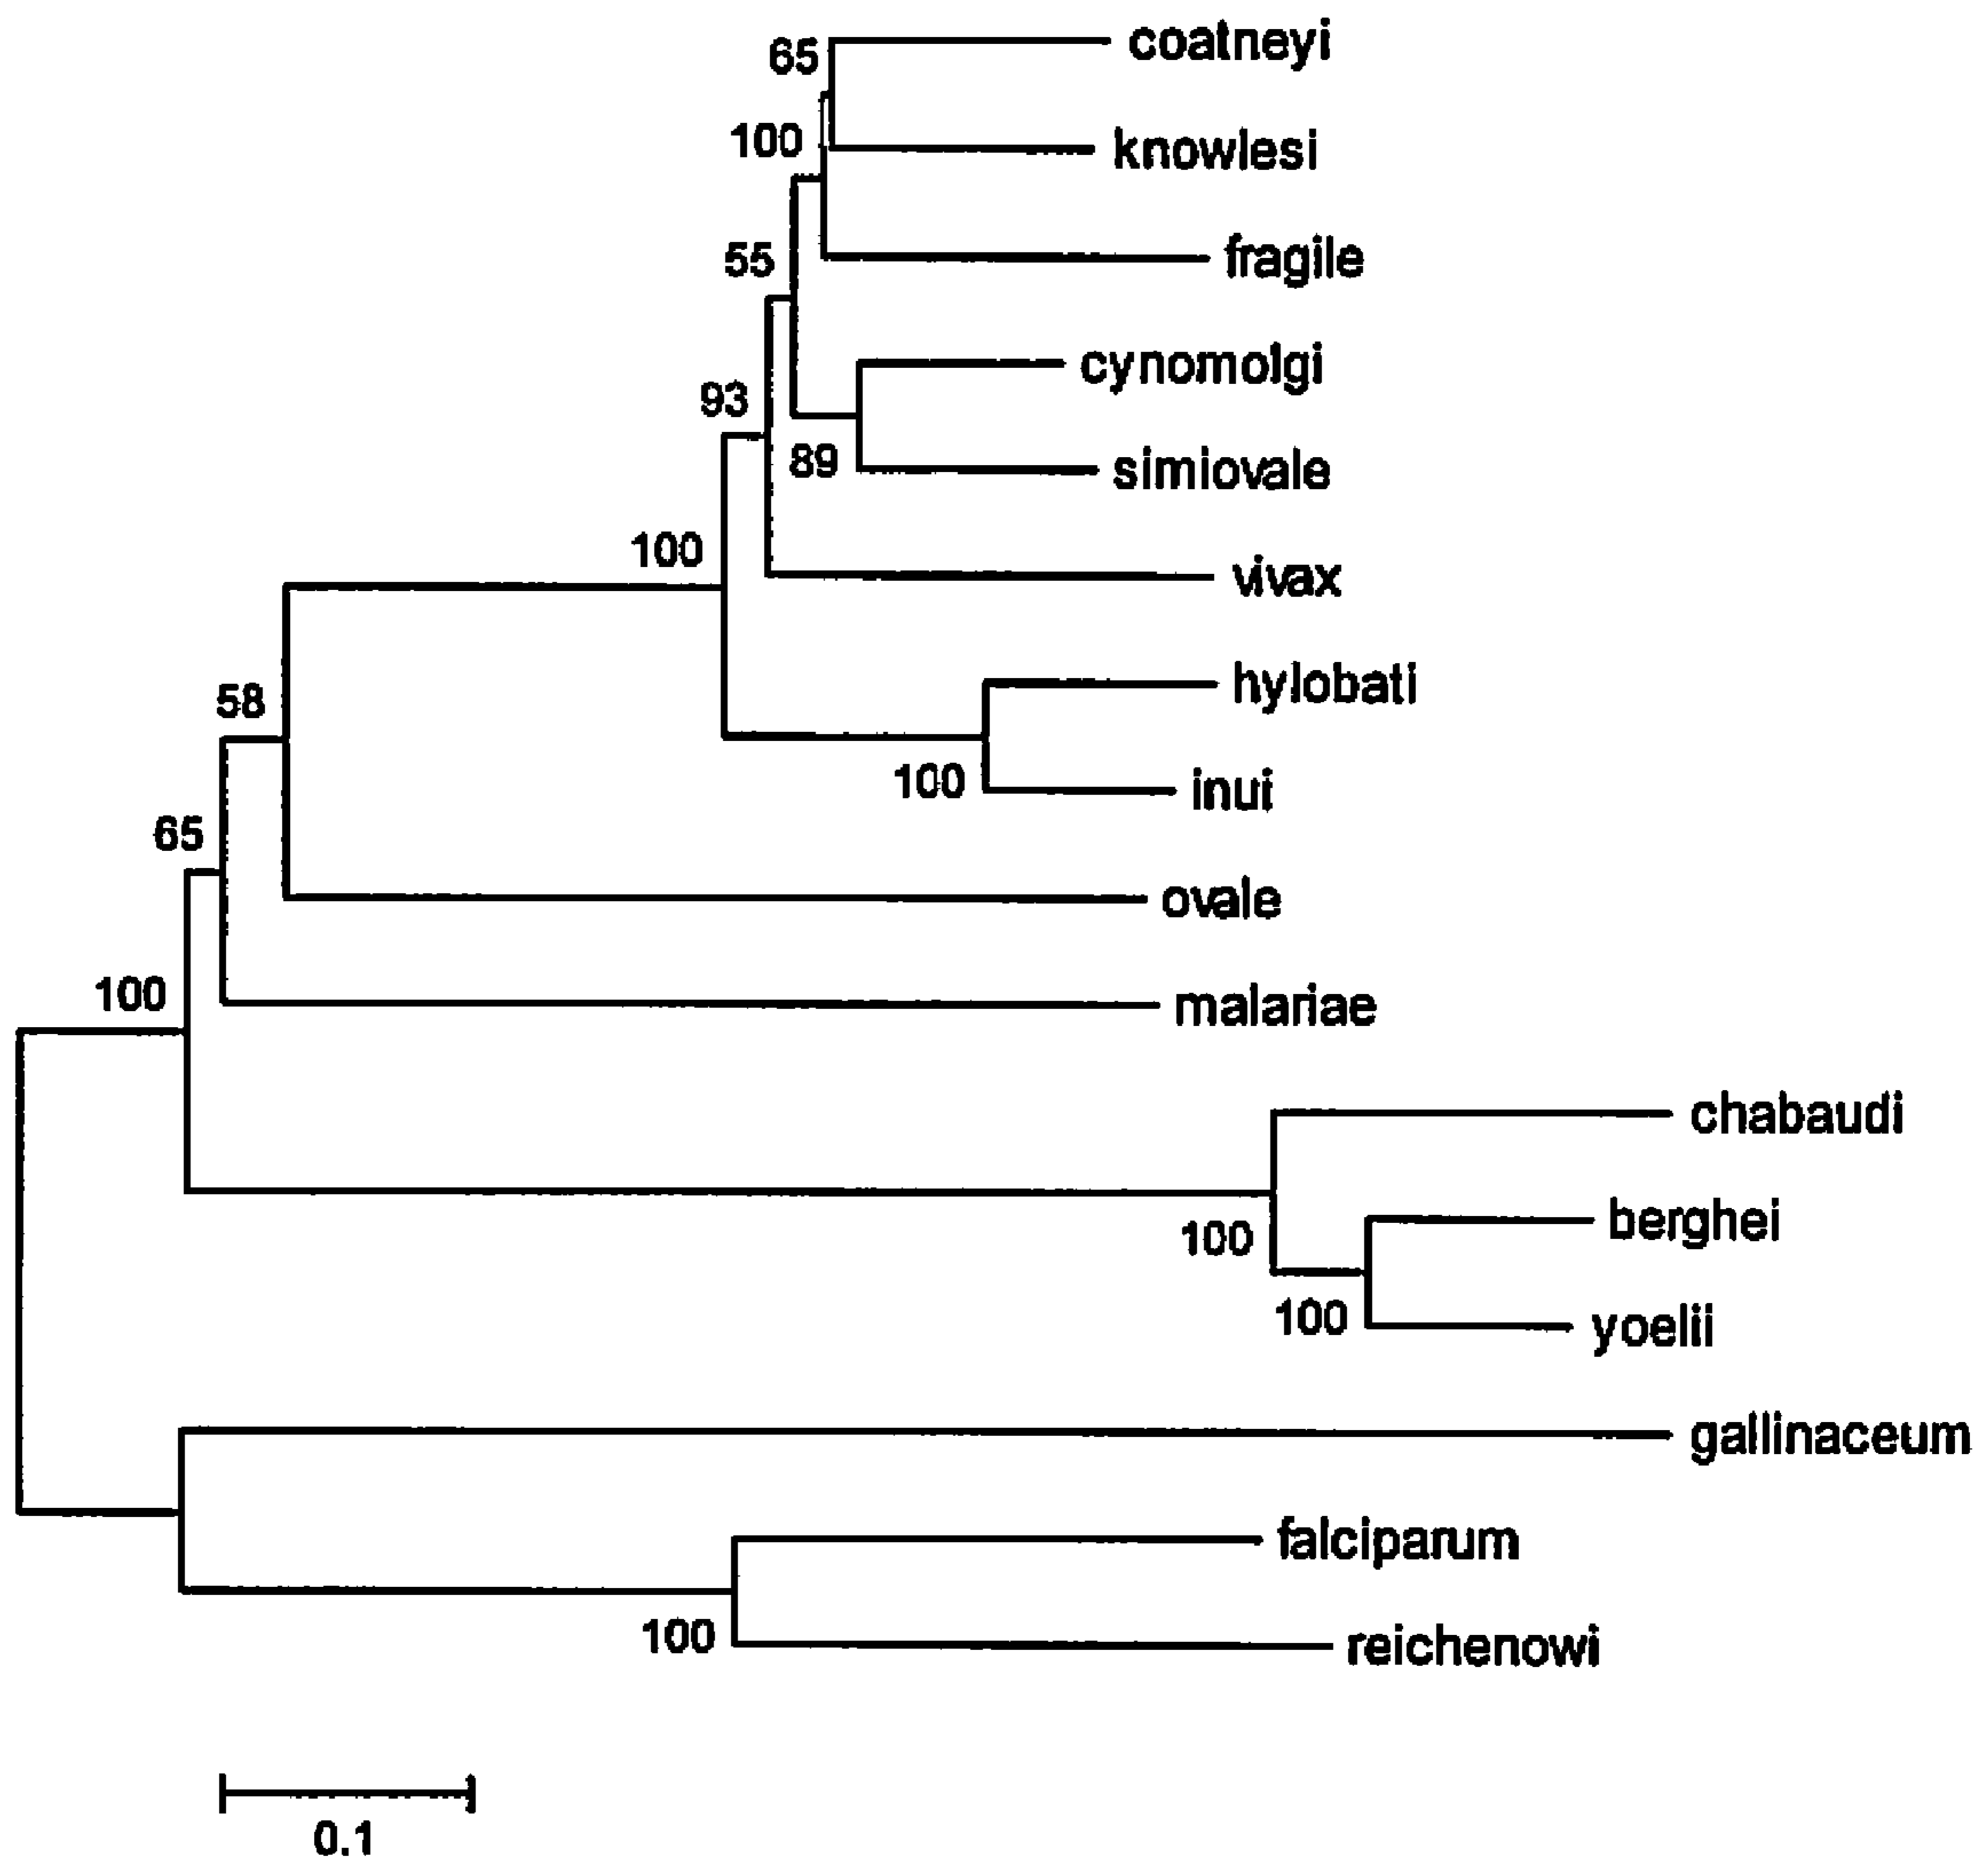 65
coatneyi
100
knowlesi
55
fragile
cynomolgi
93
89
simiovale
100
vivax
58
hylobati
100
inui
65
ovale
100
malariae
chabaudi
100
berghei
100
yoelii
gallinaceum
falciparum
100
reichenowi
0.1